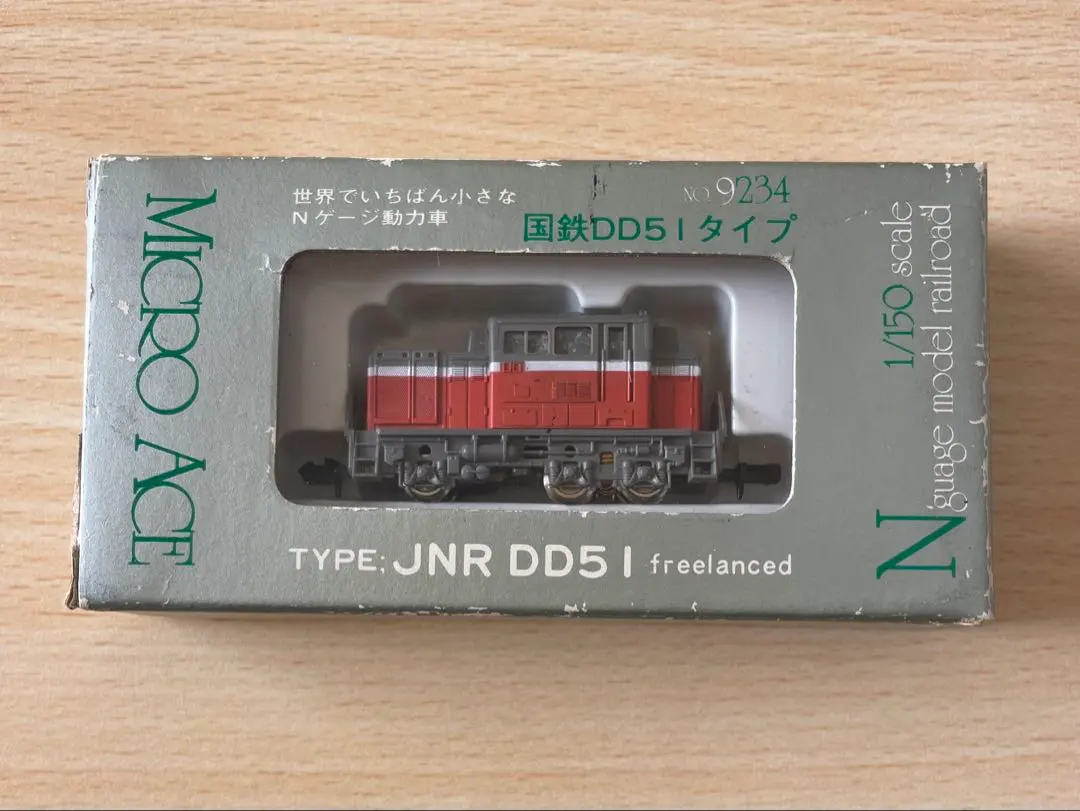 MICRO ACE
世界でいちばん小さな
Nゲージ動力車
NO. 9234
国鉄DD51タイプ
1/150 scale
N guage model railroad
TYPE; JNR DD51 freelanced